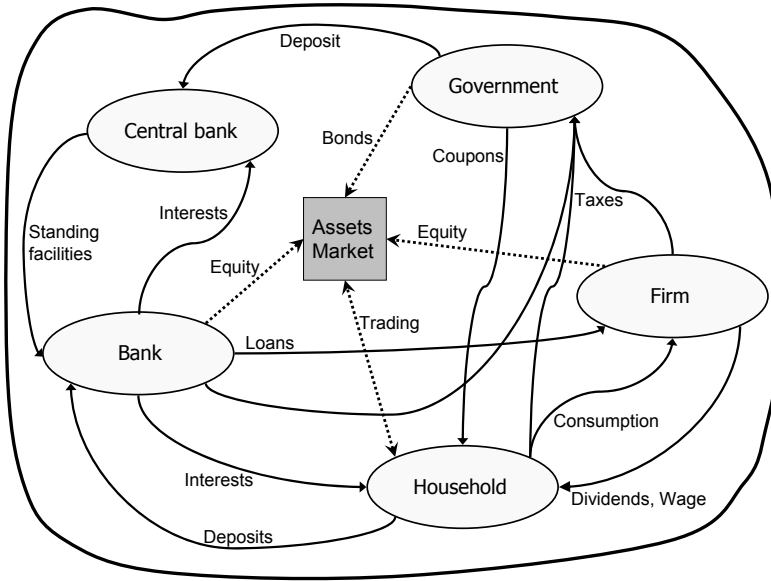 Deposit
Government
Central bank
Bonds
Coupons
Taxes
Interests
Standing
facilities
Assets
Market
Equity
Equity
Firm
Trading
Bank
Loans
Consumption
Interests
Household
Dividends, Wage
Deposits